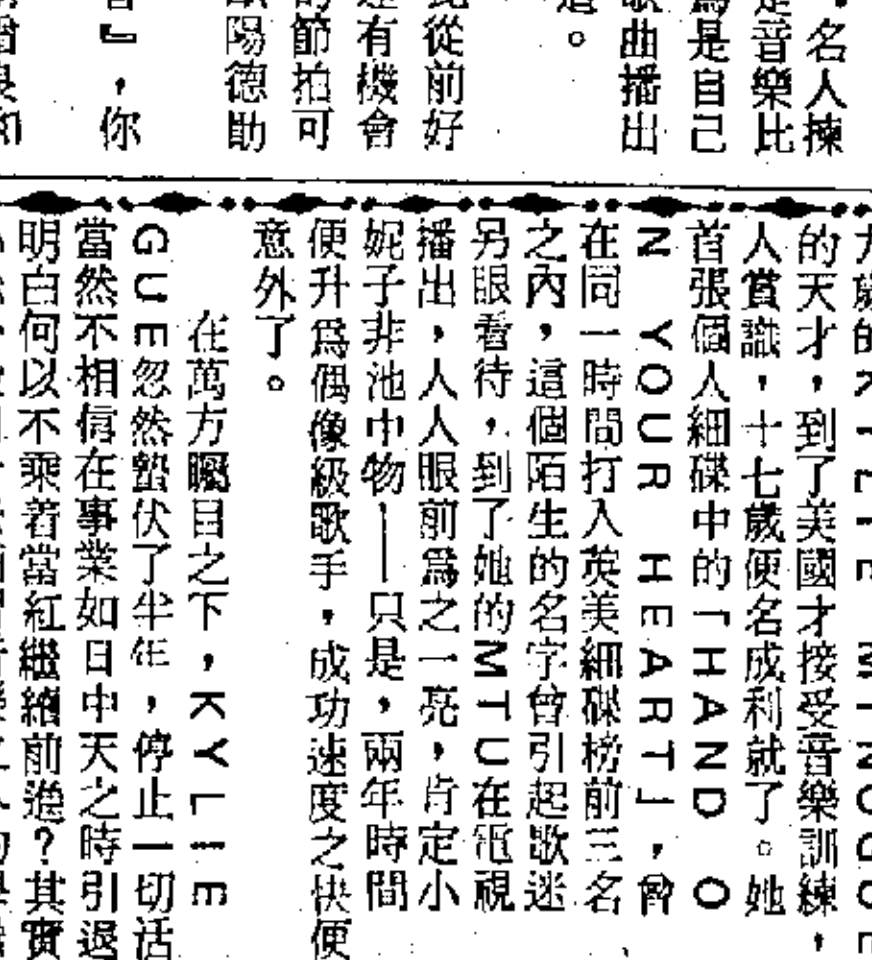 ，名人揀
是音樂比
為是自己
歌曲播出
。
從前好
有機會
的節拍可
歐陽德助
』，你
的天才，到了美國才接受音樂訓練，
人賞識，十七歲便名成利就了。她
首張個人細碟中的「HAND O
N YOUR HEART」，曾
在同一時間打入英美細碟榜前三名
之內，這個陌生的名字曾引起歌迷
另眼看待，到了她的MTU在電視
播出，人人眼前為之一亮，肯定小
妮子非池中物——只是，兩年時間
便升爲偶像級歌手，成功速度之快便
意外了。
在萬方矚目之下，KYLIE
GUE忽然蟄伏了半年，停止一切活
當然不相信在事業如日中天之時引退
明白何以不乘着當紅繼續前進？其實